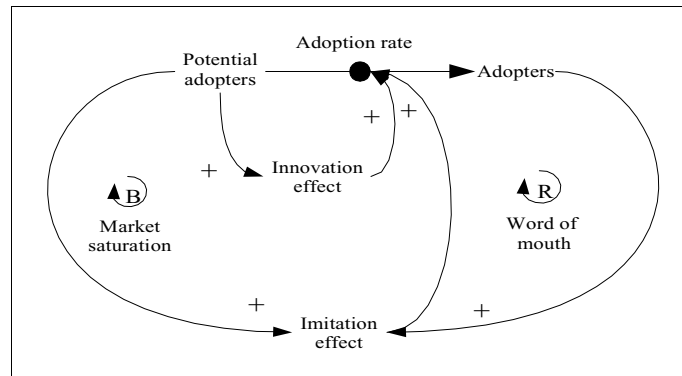 Adoption rate
Potential
adopters
Adopters
+
+
+
Innovation
effect
B
Market
saturation
R
Word of
mouth
+
+
Imitation
effect